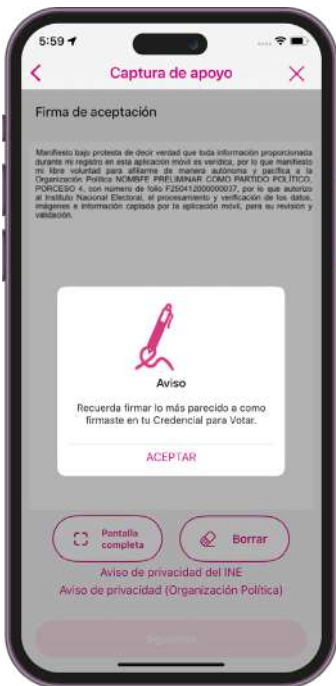 5:59
Captura de apoyo
Firma de aceptación
Manifiesto bajo protesta de decir verdad que toda información proporcionada
durante mi registro en esta aplicación móvil es verídica, por lo que manifiesto
mi libre voluntad para afiliarme de manera autónoma y pacífica a la
Organización Política NOMBRE PRELIMINAR COMO PARTIDO POLÍTICO,
PORCESO 4, con número de folio F250412000000037, por lo que autorizo
al Instituto Nacional Electoral, el procesamiento y verificación de los datos,
imágenes e información captada por la aplicación móvil, para su revisión y
validación.
Aviso
Recuerda firmar lo más parecido a como
firmaste en tu Credencial para Votar.
ACEPTAR
Pantalla
completa
Borrar
Aviso de privacidad del INE
Aviso de privacidad (Organización Política)
Siguiente